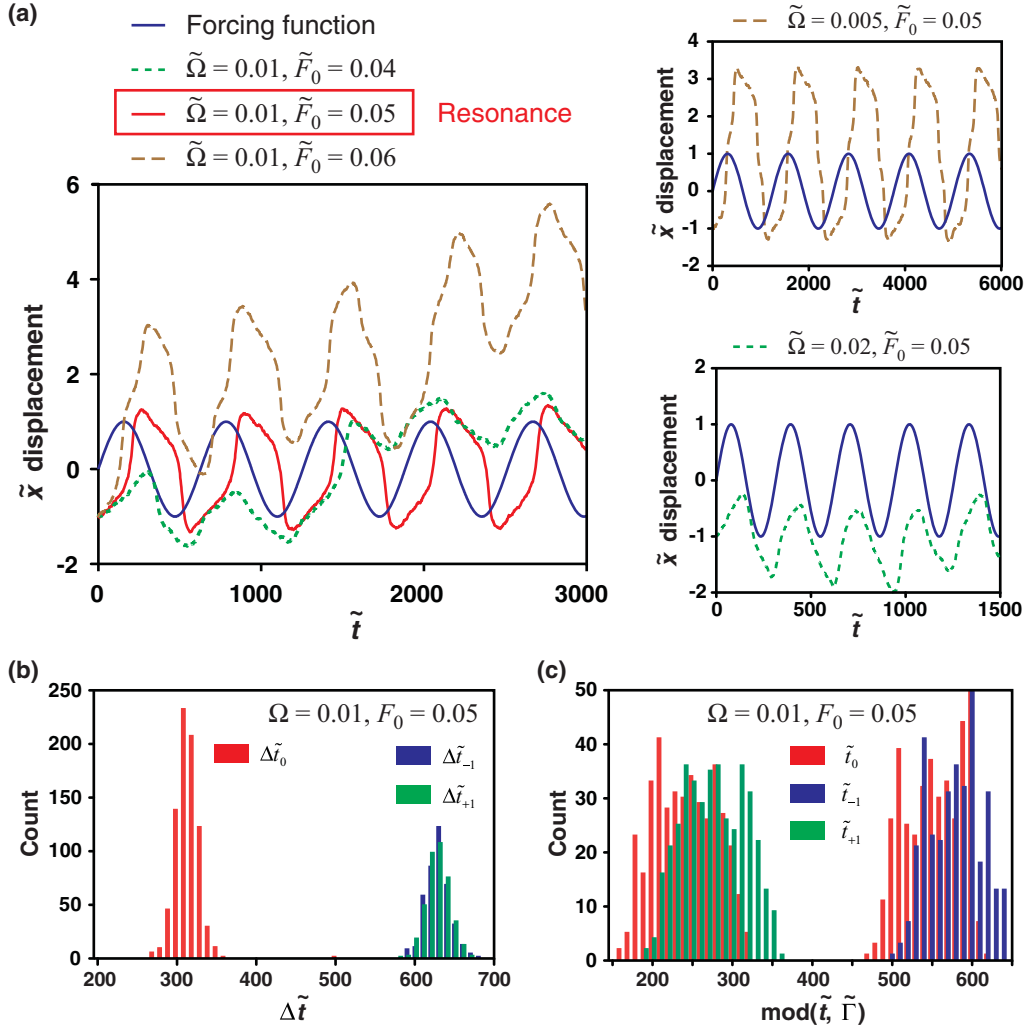 (a)
Forcing function
Ω̃ = 0.01, F̃₀ = 0.04
Ω̃ = 0.01, F̃₀ = 0.05 Resonance
Ω̃ = 0.01, F̃₀ = 0.06
6
4
2
0
-2
x̃ displacement
0 1000 2000 3000
t̃
Ω̃ = 0.005, F̃₀ = 0.05
4
3
2
1
0
-1
-2
x̃ displacement
0 2000 4000 6000
t̃
Ω̃ = 0.02, F̃₀ = 0.05
2
1
0
-1
-2
x̃ displacement
0 500 1000 1500
t̃
(b)
250
200
150
100
50
0
Count
Ω = 0.01, F₀ = 0.05
Δt̃₀
Δt̃₋₁
Δt̃₊₁
200 300 400 500 600 700
Δt̃
(c)
50
40
30
20
10
0
Count
Ω = 0.01, F₀ = 0.05
t̃₀
t̃₋₁
t̃₊₁
200 300 400 500 600
mod(t̃, Γ̃)